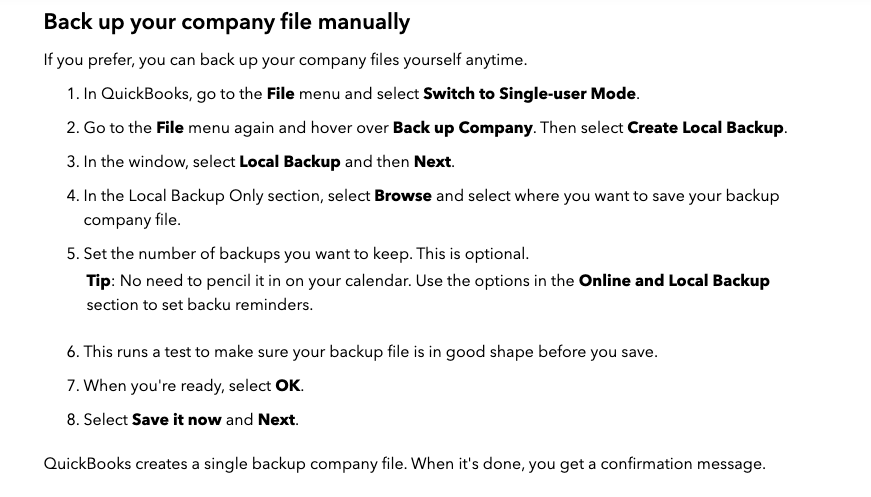 Back up your company file manually
If you prefer, you can back up your company files yourself anytime.
1. In QuickBooks, go to the File menu and select Switch to Single-user Mode.
2. Go to the File menu again and hover over Back up Company. Then select Create Local Backup.
3. In the window, select Local Backup and then Next.
4. In the Local Backup Only section, select Browse and select where you want to save your backup
company file.
5. Set the number of backups you want to keep. This is optional.
Tip: No need to pencil it in on your calendar. Use the options in the Online and Local Backup
section to set backu reminders.
6. This runs a test to make sure your backup file is in good shape before you save.
7. When you're ready, select OK.
8. Select Save it now and Next.
QuickBooks creates a single backup company file. When it's done, you get a confirmation message.